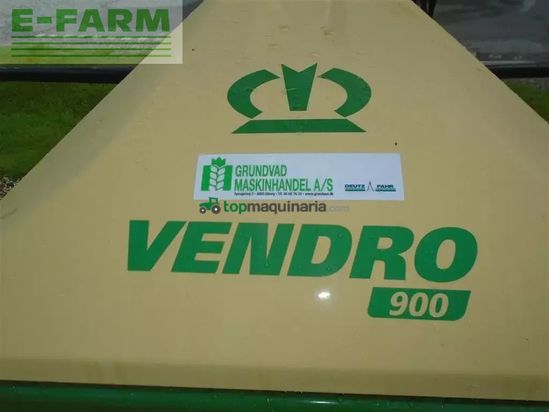 E-FARM
GRUNDVAD
MASKINHANDEL A/S
DEUTZ FAHR
topmaquinaria.com
VENDRO
900